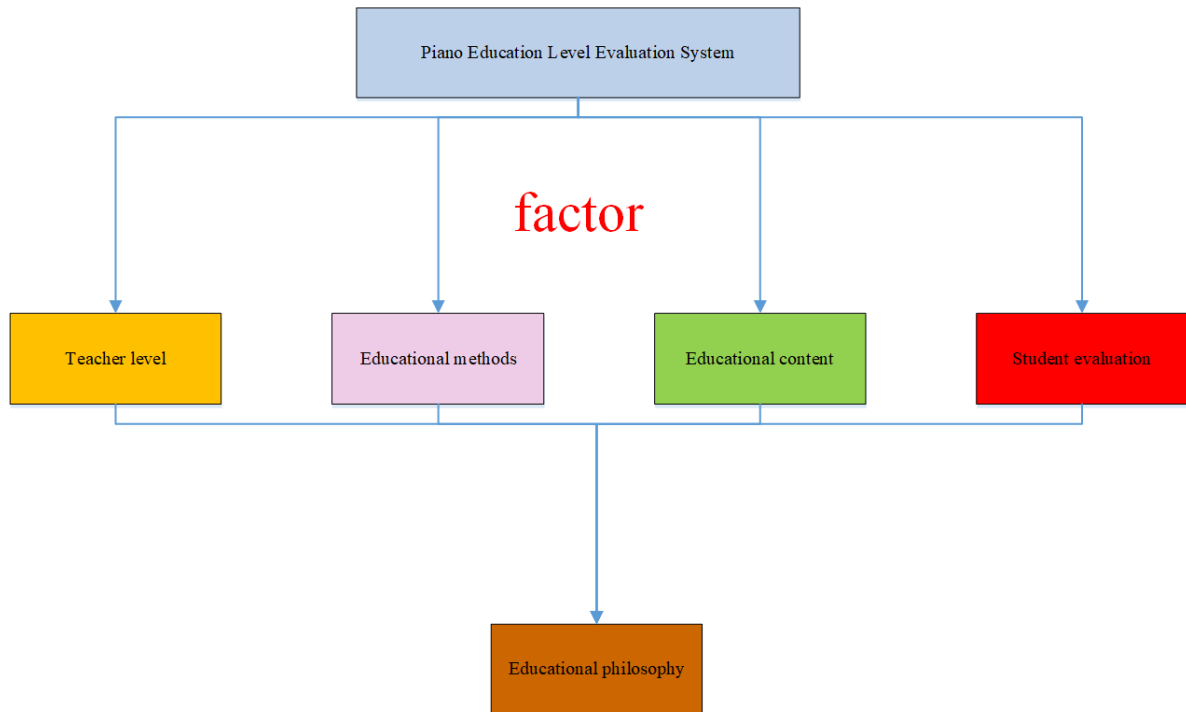 Piano Education Level Evaluation System
factor
Teacher level
Educational methods
Educational content
Student evaluation
Educational philosophy